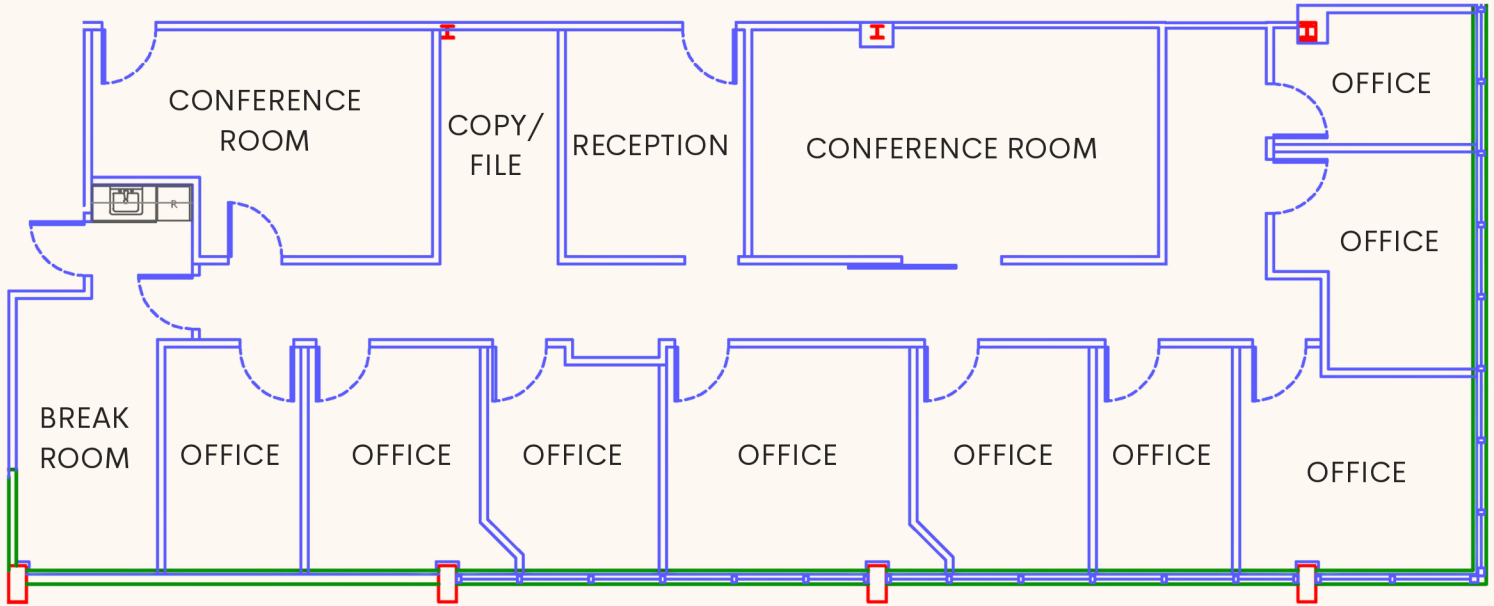 CONFERENCE
ROOM
COPY/
FILE
RECEPTION
CONFERENCE ROOM
OFFICE
OFFICE
R
BREAK
ROOM
OFFICE
OFFICE
OFFICE
OFFICE
OFFICE
OFFICE
OFFICE